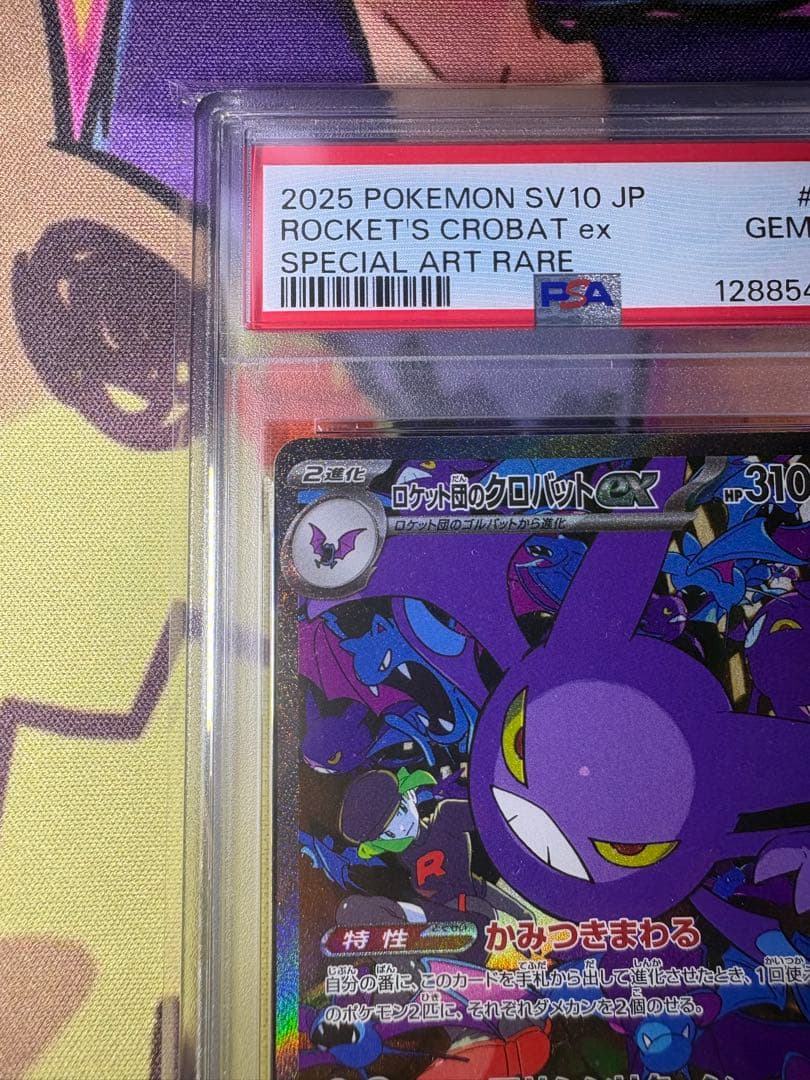 2025 POKEMON SV10 JP #
ROCKET'S CROBAT ex GEM
SPECIAL ART RARE
PSA 128854
2進化 ロケット団のクロバットex HP310
ロケット団のゴルバットから進化
R
特性 かみつきまわる
自分の番に、このカードを手札から出して進化させたとき、1回使
のポケモン2匹に、それぞれダメカンを2個のせる。